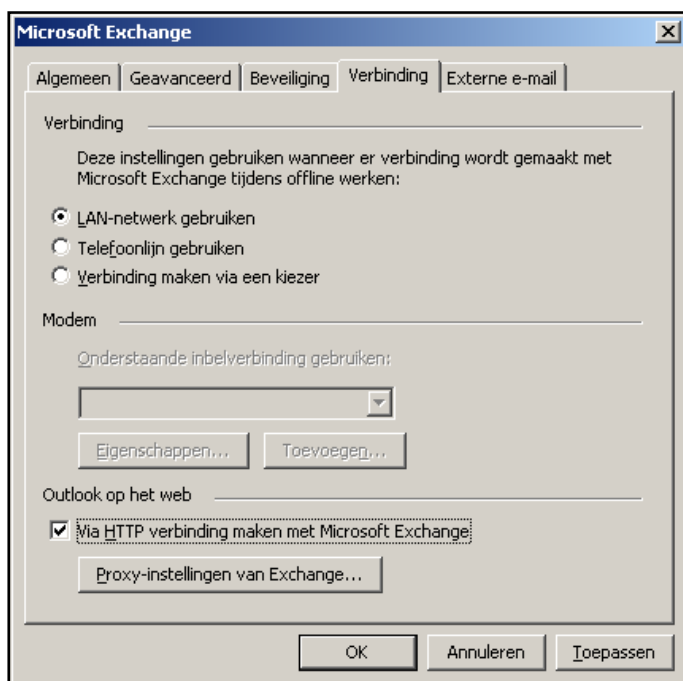 Microsoft Exchange
Algemeen
Geavanceerd
Beveiliging
Verbinding
Externe e-mail
Verbinding
Deze instellingen gebruiken wanneer er verbinding wordt gemaakt met
Microsoft Exchange tijdens offline werken:
LAN-netwerk gebruiken
Telefoonlijn gebruiken
Verbinding maken via een kiezer
Modem
Onderstaande inbelverbinding gebruiken:
Eigenschappen...
Toevoegen...
Outlook op het web
Via HTTP verbinding maken met Microsoft Exchange
Proxy-instellingen van Exchange...
OK
Annuleren
Toepassen